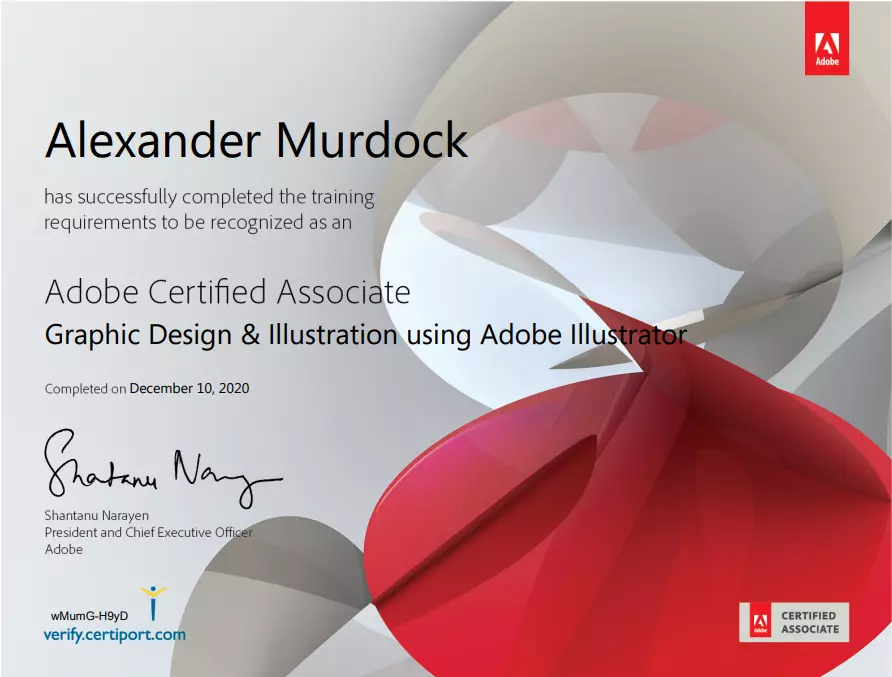 Adobe
Alexander Murdock
has successfully completed the training
requirements to be recognized as an
Adobe Certified Associate
Graphic Design & Illustration using Adobe Illustrator
Completed on December 10, 2020
Shantanu Narayen
Shantanu Narayen
President and Chief Executive Officer
Adobe
wMumG-H9yD
verify.certiport.com
Adobe
CERTIFIED
ASSOCIATE